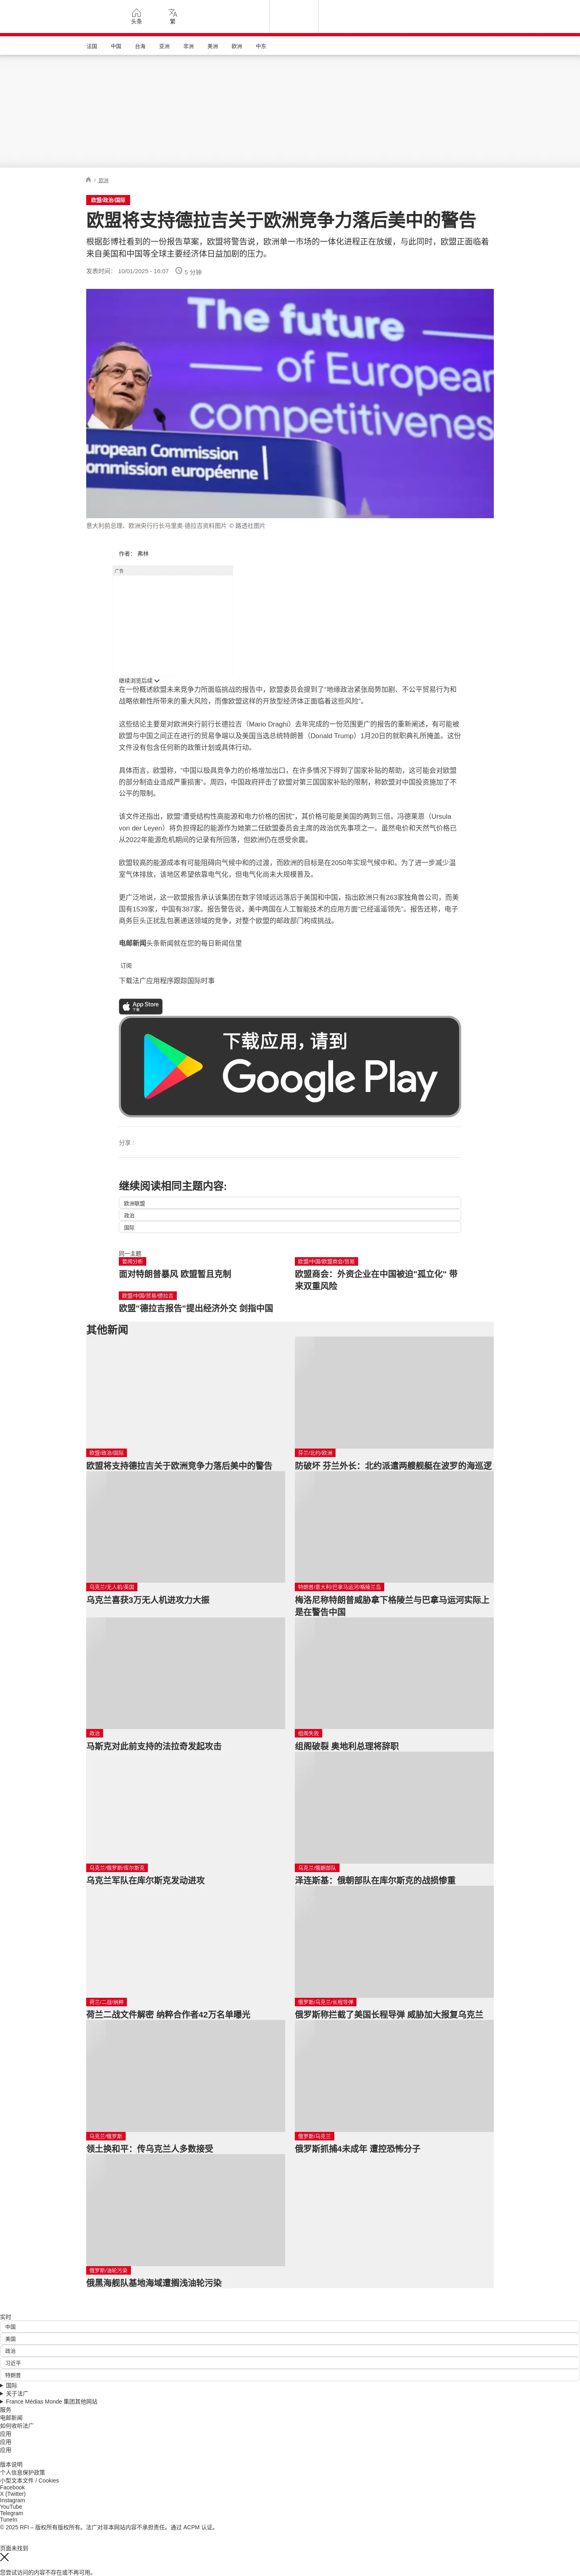 头条
繁
法国
中国
台海
亚洲
非洲
美洲
欧洲
中东
/ 欧洲
欧盟/政治/国际
欧盟将支持德拉吉关于欧洲竞争力落后美中的警告
根据彭博社看到的一份报告草案，欧盟将警告说，欧洲单一市场的一体化进程正在放缓，与此同时，欧盟正面临着
来自美国和中国等全球主要经济体日益加剧的压力。
发表时间： 10/01/2025 - 16:07 5 分钟
The future
of European
competitiveness
European Commission
Commission européenne
意大利前总理、欧洲央行行长马里奥·德拉吉资料图片 © 路透社图片
作者： 弗林
广告
继续浏览后续
在一份概述欧盟未来竞争力所面临挑战的报告中，欧盟委员会提到了“地缘政治紧张局势加剧、不公平贸易行为和
战略依赖性所带来的重大风险，而像欧盟这样的开放型经济体正面临着这些风险”。
这些结论主要是对欧洲央行前行长德拉吉（Mario Draghi）去年完成的一份范围更广的报告的重新阐述，有可能被
欧盟与中国之间正在进行的贸易争端以及美国当选总统特朗普（Donald Trump）1月20日的就职典礼所掩盖。这份
文件没有包含任何新的政策计划或具体行动。
具体而言，欧盟称，“中国以极具竞争力的价格增加出口，在许多情况下得到了国家补贴的帮助，这可能会对欧盟
的部分制造业造成严重损害”。周四，中国政府抨击了欧盟对第三国国家补贴的限制，称欧盟对中国投资施加了不
公平的限制。
该文件还指出，欧盟“遭受结构性高能源和电力价格的困扰”，其价格可能是美国的两到三倍。冯德莱恩（Ursula
von der Leyen）将负担得起的能源作为她第二任欧盟委员会主席的政治优先事项之一。虽然电价和天然气价格已
从2022年能源危机期间的记录有所回落，但欧洲仍在感受余震。
欧盟较高的能源成本有可能阻碍向气候中和的过渡，而欧洲的目标是在2050年实现气候中和。为了进一步减少温
室气体排放，该地区希望依靠电气化，但电气化尚未大规模普及。
更广泛地说，这一欧盟报告承认该集团在数字领域远远落后于美国和中国，指出欧洲只有263家独角兽公司，而美
国有1539家，中国有387家。报告警告说，美中两国在人工智能技术的应用方面“已经遥遥领先”。报告还称，电子
商务巨头正扰乱包裹递送领域的竞争，对整个欧盟的邮政部门构成挑战。
电邮新闻头条新闻就在您的每日新闻信里
订阅
下载法广应用程序跟踪国际时事
App Store
下载
下载应用，请到
Google Play
分享 :
继续阅读相同主题内容:
欧洲联盟
政治
国际
同一主题
要闻分析
面对特朗普暴风 欧盟暂且克制
欧盟/中国/欧盟商会/贸易
欧盟商会：外资企业在中国被迫“孤立化” 带
来双重风险
欧盟/中国/贸易/德拉吉
欧盟“德拉吉报告”提出经济外交 剑指中国
其他新闻
欧盟/政治/国际
欧盟将支持德拉吉关于欧洲竞争力落后美中的警告
芬兰/北约/欧洲
防破坏 芬兰外长：北约派遣两艘舰艇在波罗的海巡逻
乌克兰/无人机/英国
乌克兰喜获3万无人机进攻力大振
特朗普/意大利/巴拿马运河/格陵兰岛
梅洛尼称特朗普威胁拿下格陵兰与巴拿马运河实际上
是在警告中国
政治
马斯克对此前支持的法拉奇发起攻击
组阁失败
组阁破裂 奥地利总理将辞职
乌克兰/俄罗斯/库尔斯克
乌克兰军队在库尔斯克发动进攻
乌克兰/俄朝部队
泽连斯基：俄朝部队在库尔斯克的战损惨重
荷兰/二战/纳粹
荷兰二战文件解密 纳粹合作者42万名单曝光
俄罗斯/乌克兰/长程导弹
俄罗斯称拦截了美国长程导弹 威胁加大报复乌克兰
乌克兰/俄罗斯
领土换和平：传乌克兰人多数接受
俄罗斯/乌克兰
俄罗斯抓捕4未成年 遭控恐怖分子
俄罗斯/油轮污染
俄黑海舰队基地海域遭搁浅油轮污染
实时
中国
美国
政治
习近平
特朗普
国际
关于法广
France Médias Monde 集团其他网站
服务
电邮新闻
如何收听法广
应用
应用
应用
版本说明
个人信息保护政策
小型文本文件 / Cookies
Facebook
X (Twitter)
Instagram
YouTube
Telegram
TuneIn
© 2025 RFI – 版权所有版权所有。法广对非本网站内容不承担责任。通过 ACPM 认证。
页面未找到
您尝试访问的内容不存在或不再可用。